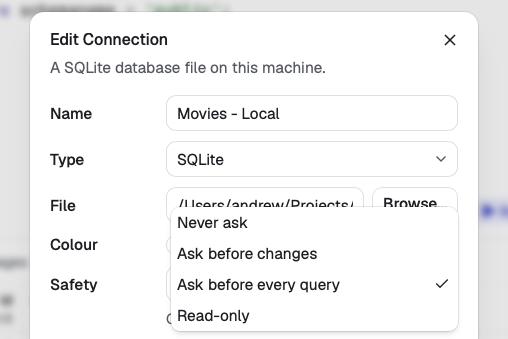 Edit Connection
A SQLite database file on this machine.
Name
Movies - Local
Type
SQLite
File
/Users/andrew/Projects/
Browse
Colour
Safety
Never ask
Ask before changes
Ask before every query
Read-only